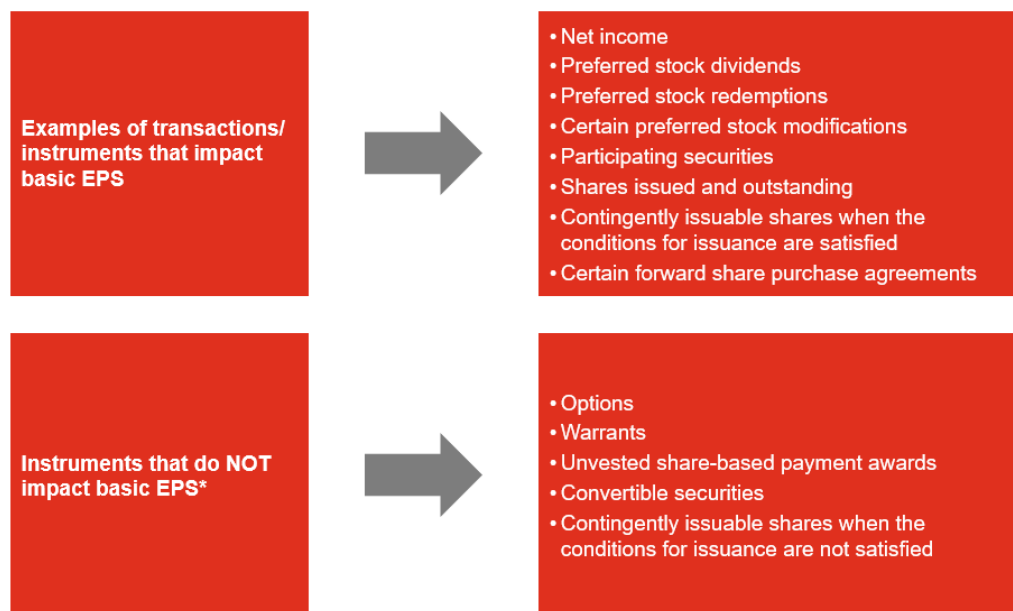 Examples of transactions/
instruments that impact
basic EPS
• Net income
• Preferred stock dividends
• Preferred stock redemptions
• Certain preferred stock modifications
• Participating securities
• Shares issued and outstanding
• Contingently issuable shares when the
conditions for issuance are satisfied
• Certain forward share purchase agreements
Instruments that do NOT
impact basic EPS*
• Options
• Warrants
• Unvested share-based payment awards
• Convertible securities
• Contingently issuable shares when the
conditions for issuance are not satisfied